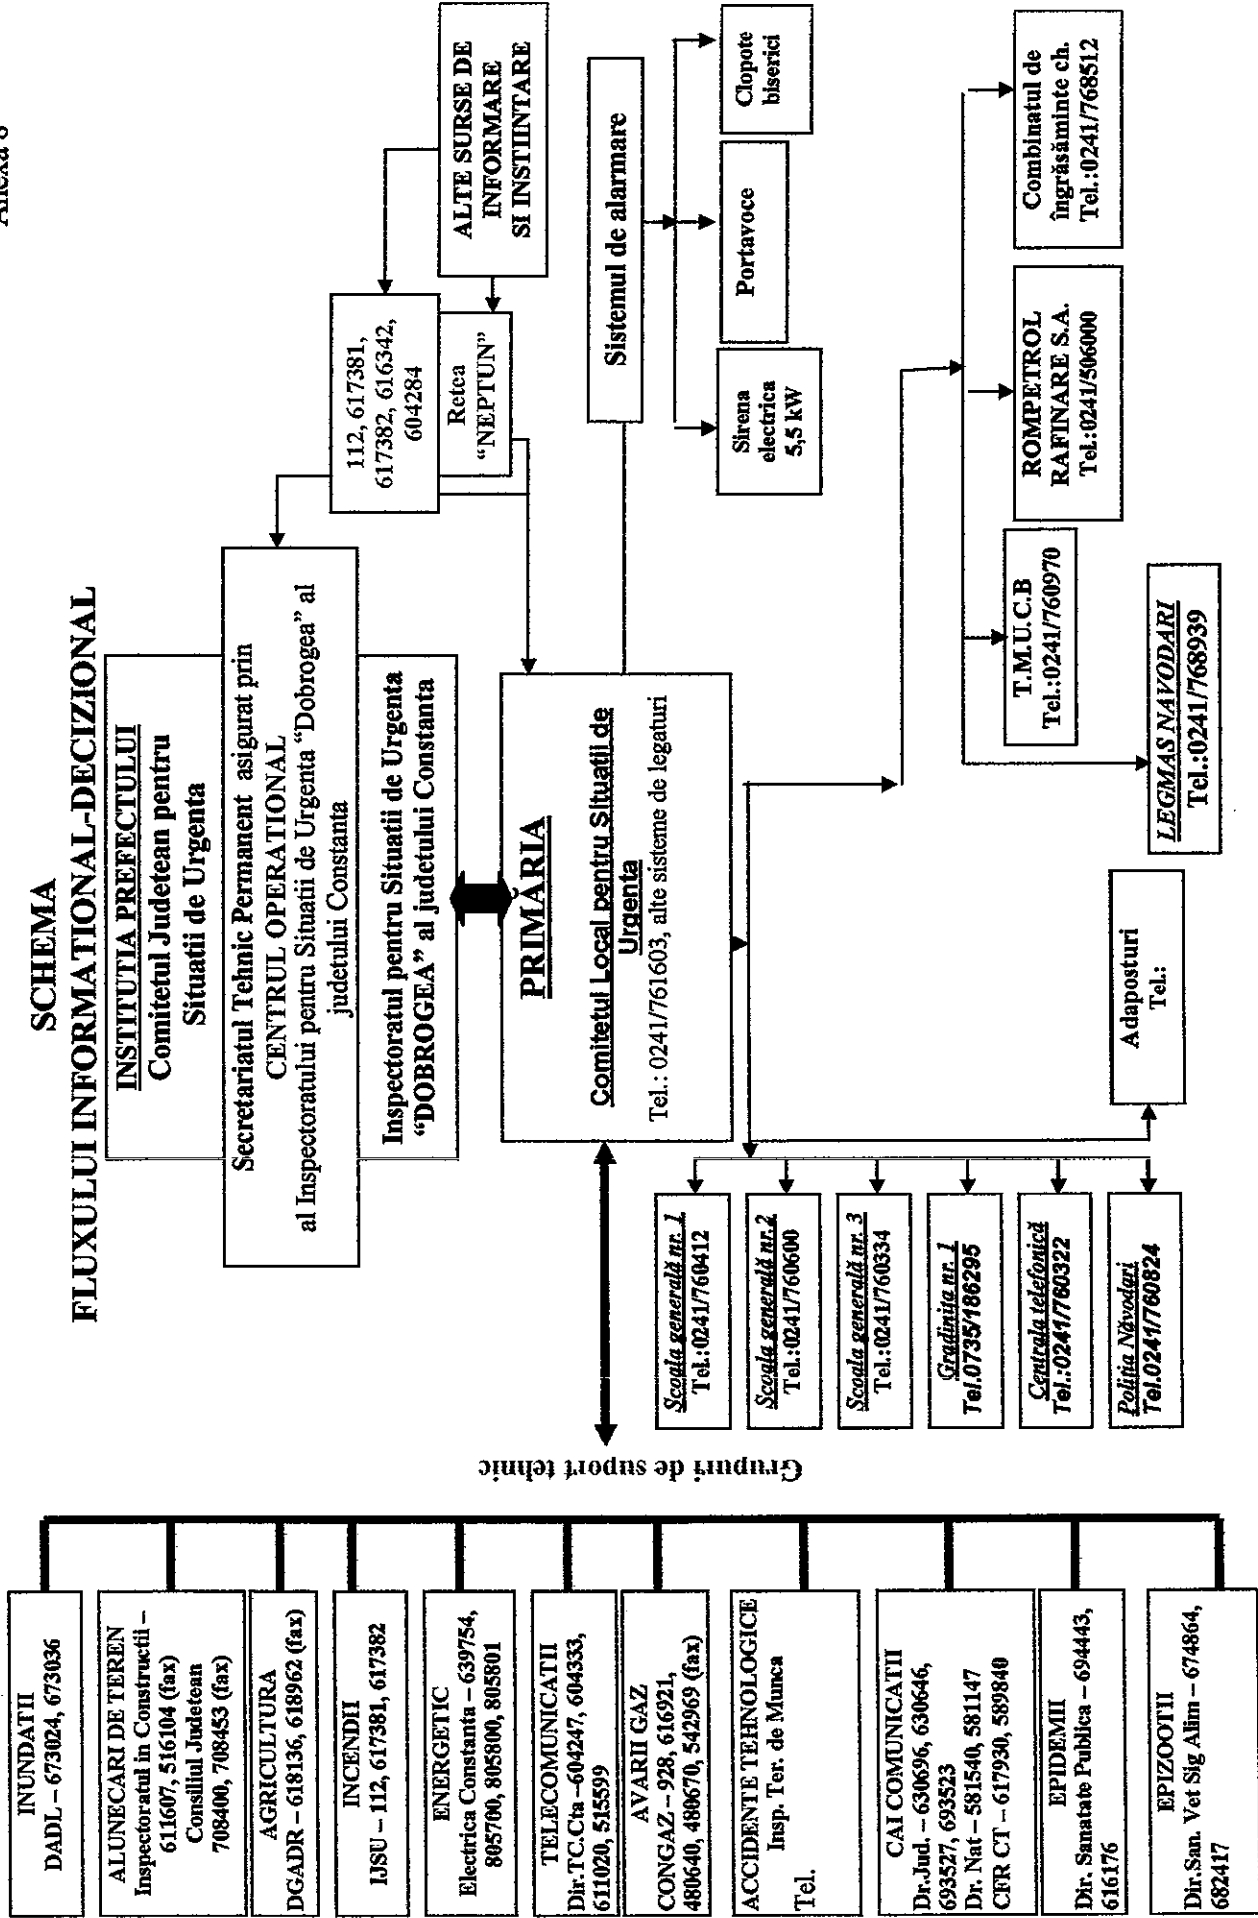 Anexa 8
SCHEMA
FLUXULUI INFORMATIONAL-DECIZIONAL
INSTITUTIA PREFECTULUI
Comitetul Judetean pentru
Situatii de Urgenta
Secretariatul Tehnic Permanent asigurat prin
CENTRUL OPERATIONAL
al Inspectoratului pentru Situatii de Urgenta "Dobrogea" al
judetului Constanta
Inspectoratul pentru Situatii de Urgenta
"DOBROGEA" al judetului Constanta
112, 617381,
617382, 616342,
604284
Retea
"NEPTUN"
ALTE SURSE DE
INFORMARE
SI INSTIINTARE
PRIMĂRIA
Comitetul Local pentru Situatii de
Urgenta
Tel.: 0241/761603, alte sisteme de legaturi
Sistemul de alarmare
Sirena
electrica
5,5 kW
Portavoce
Clopote
biserici
Grupuri de suport tehnic
INUNDATII
DADL – 673024, 673036
ALUNECARI DE TEREN
Inspectoratul in Constructii –
611607, 516104 (fax)
Consiliul Judetean
708400, 708453 (fax)
AGRICULTURA
DGADR – 618136, 618962 (fax)
INCENDII
IJSU – 112, 617381, 617382
ENERGETIC
Electrica Constanta – 639754,
805700, 805800, 805801
TELECOMUNICATII
Dir.TC.Cta –604247, 604333,
611020, 515599
AVARII GAZ
CONGAZ – 928, 616921,
480640, 480670, 542969 (fax)
ACCIDENTE TEHNOLOGICE
Insp. Ter. de Munca
Tel.
CAI COMUNICATII
Dr.Jud. – 630696, 630646,
693527, 693523
Dr. Nat – 581540, 581147
CFR CT – 617930, 589840
EPIDEMII
Dir. Sanatate Publica – 694443,
616176
EPIZOOTII
Dir.San. Vet Sig Alim – 674864,
682417
Scoala generală nr. 1
Tel.:0241/760412
Scoala generală nr.2
Tel.:0241/760600
Scoala generală nr. 3
Tel.:0241/760334
Gradinița nr. 1
Tel.0735/186295
Centrala telefonică
Tel.:0241/760322
Poliția Năvodari
Tel.0241/760824
Adaposturi
Tel.:
T.M.U.C.B
Tel.:0241/760970
LEGMAS NAVODARI
Tel.:0241/768939
ROMPETROL
RAFINARE S.A.
Tel.:0241/506000
Combinatul de
îngrăsăminte ch.
Tel.:0241/768512